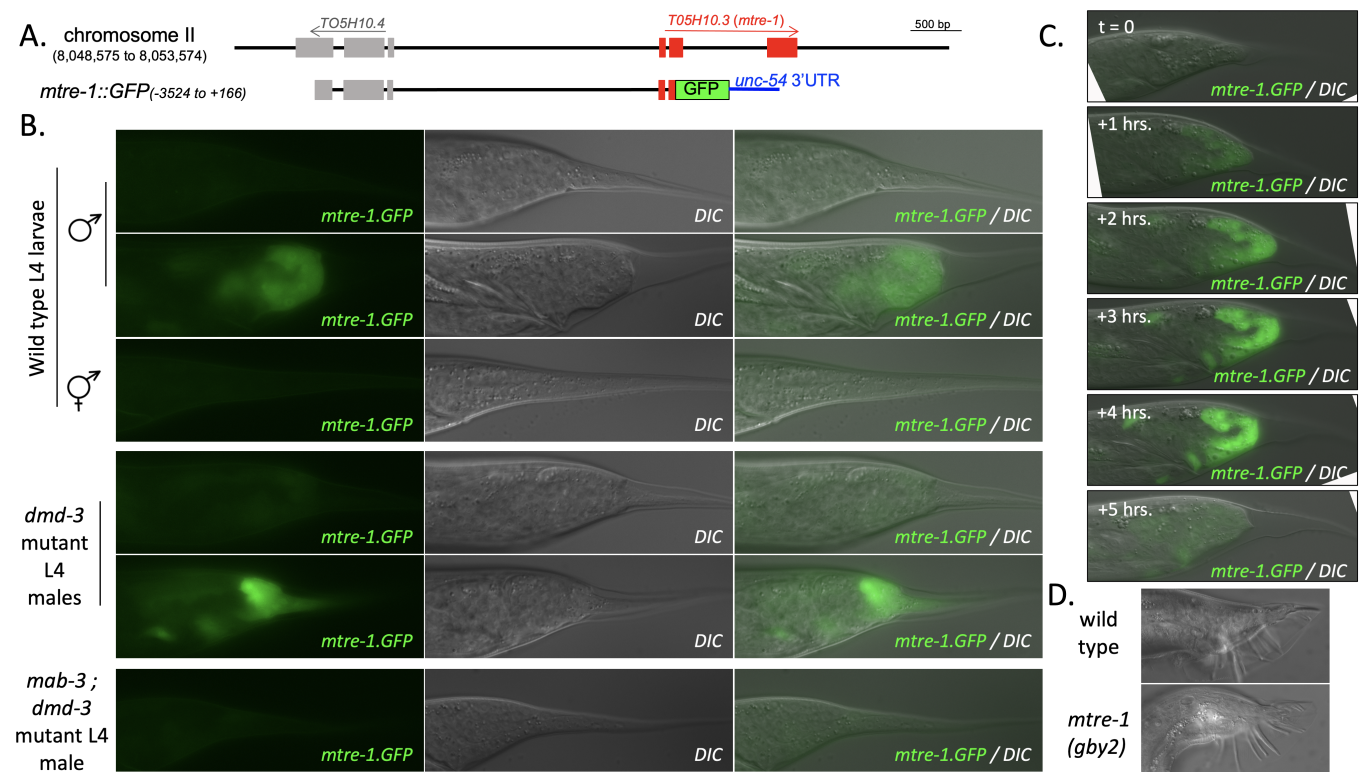 A.
chromosome II
(8,048,575 to 8,053,574)
TO5H10.4
T05H10.3 (mtre-1)
500 bp
mtre-1::GFP(-3524 to +166)
GFP
unc-54 3’UTR
B.
Wild type L4 larvae
♂
mtre-1.GFP
DIC
mtre-1.GFP / DIC
mtre-1.GFP
DIC
mtre-1.GFP / DIC
⚥
mtre-1.GFP
DIC
mtre-1.GFP / DIC
dmd-3
mutant
L4
males
mtre-1.GFP
DIC
mtre-1.GFP / DIC
mtre-1.GFP
DIC
mtre-1.GFP / DIC
mab-3 ;
dmd-3
mutant L4
male
mtre-1.GFP
DIC
mtre-1.GFP / DIC
C.
t = 0
mtre-1.GFP / DIC
+1 hrs.
mtre-1.GFP / DIC
+2 hrs.
mtre-1.GFP / DIC
+3 hrs.
mtre-1.GFP / DIC
+4 hrs.
mtre-1.GFP / DIC
+5 hrs.
mtre-1.GFP / DIC
D.
wild
type
mtre-1
(gby2)